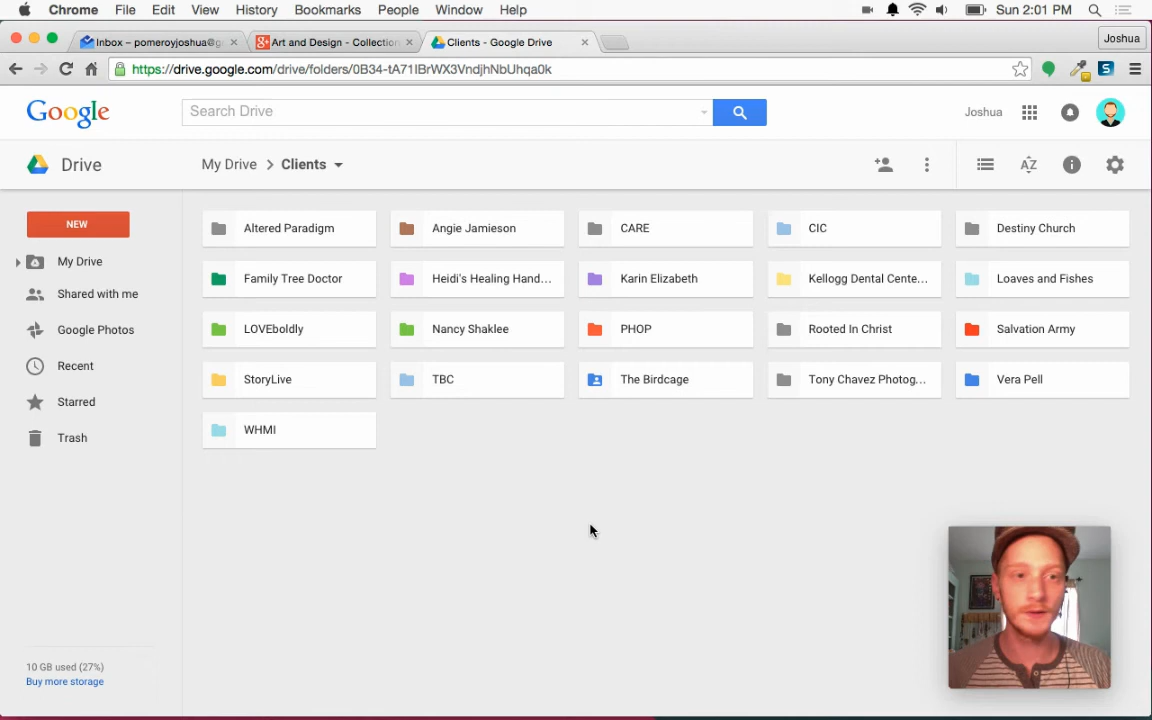 Chrome File Edit View History Bookmarks People Window Help Sun 2:01 PM
Inbox – pomeroyjoshua@g Art and Design - Collection Clients - Google Drive Joshua
https://drive.google.com/drive/folders/0B34-tA71IBrWX3VndjhNbUhqa0k
Google Search Drive Joshua
Drive My Drive > Clients AZ
NEW
My Drive
Shared with me
Google Photos
Recent
Starred
Trash
Altered Paradigm Angie Jamieson CARE CIC Destiny Church
Family Tree Doctor Heidi's Healing Hand... Karin Elizabeth Kellogg Dental Cente... Loaves and Fishes
LOVEboldly Nancy Shaklee PHOP Rooted In Christ Salvation Army
StoryLive TBC The Birdcage Tony Chavez Photog... Vera Pell
WHMI
10 GB used (27%)
Buy more storage